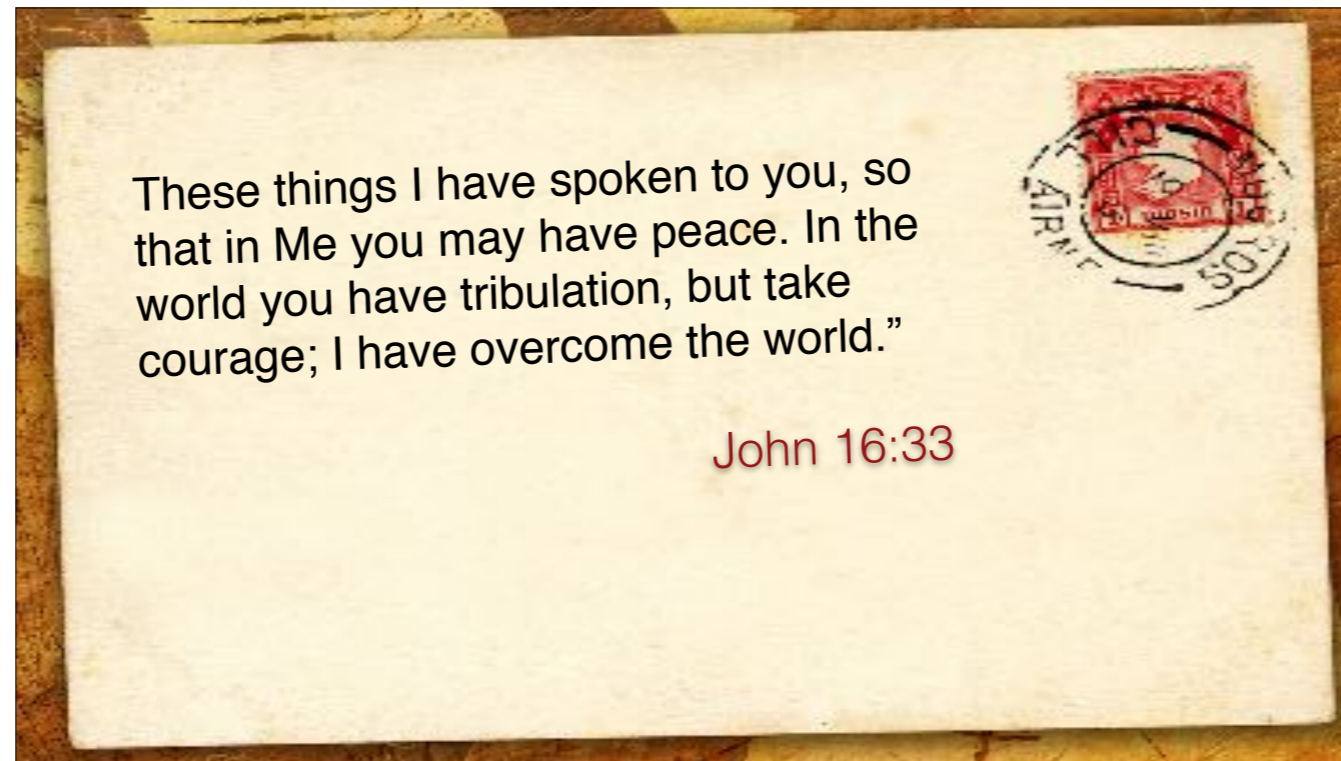 These things I have spoken to you, so
that in Me you may have peace. In the
world you have tribulation, but take
courage; I have overcome the world.”
John 16:33